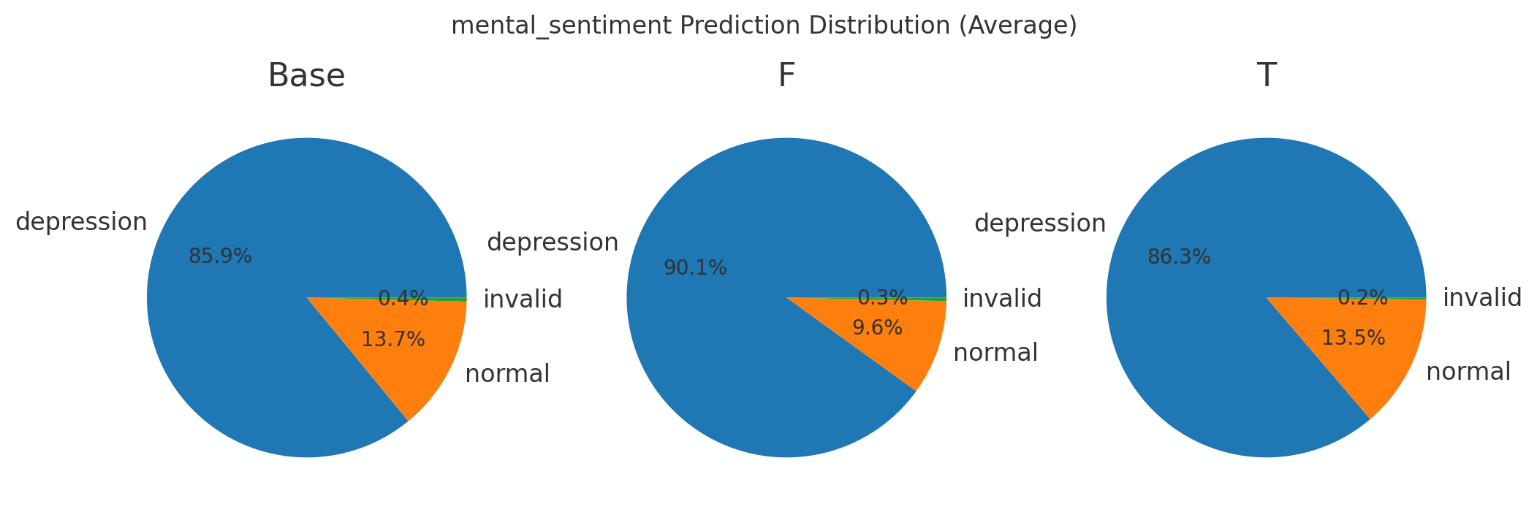 mental_sentiment Prediction Distribution (Average)
Base
depression
85.9%
0.4%
invalid
13.7%
normal
F
depression
90.1%
0.3%
invalid
9.6%
normal
T
depression
86.3%
0.2%
invalid
13.5%
normal